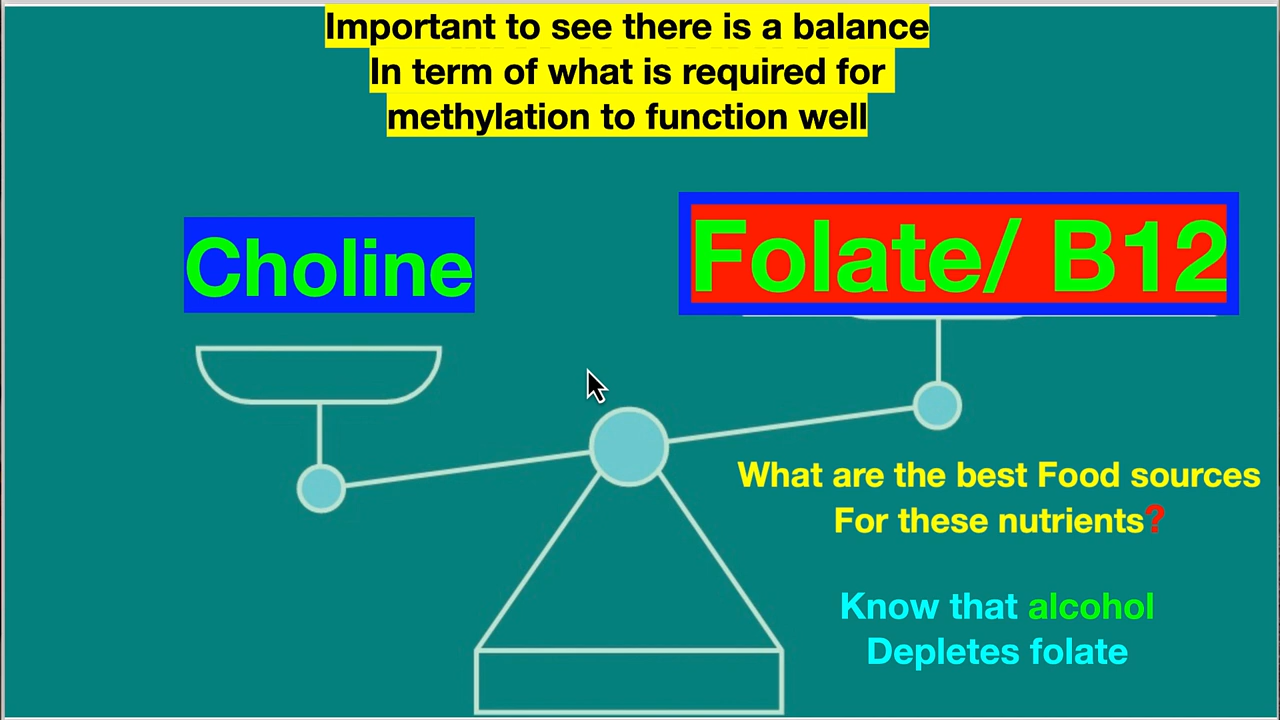 Important to see there is a balance
In term of what is required for
methylation to function well
Choline
Folate/ B12
What are the best Food sources
For these nutrients?
Know that alcohol
Depletes folate